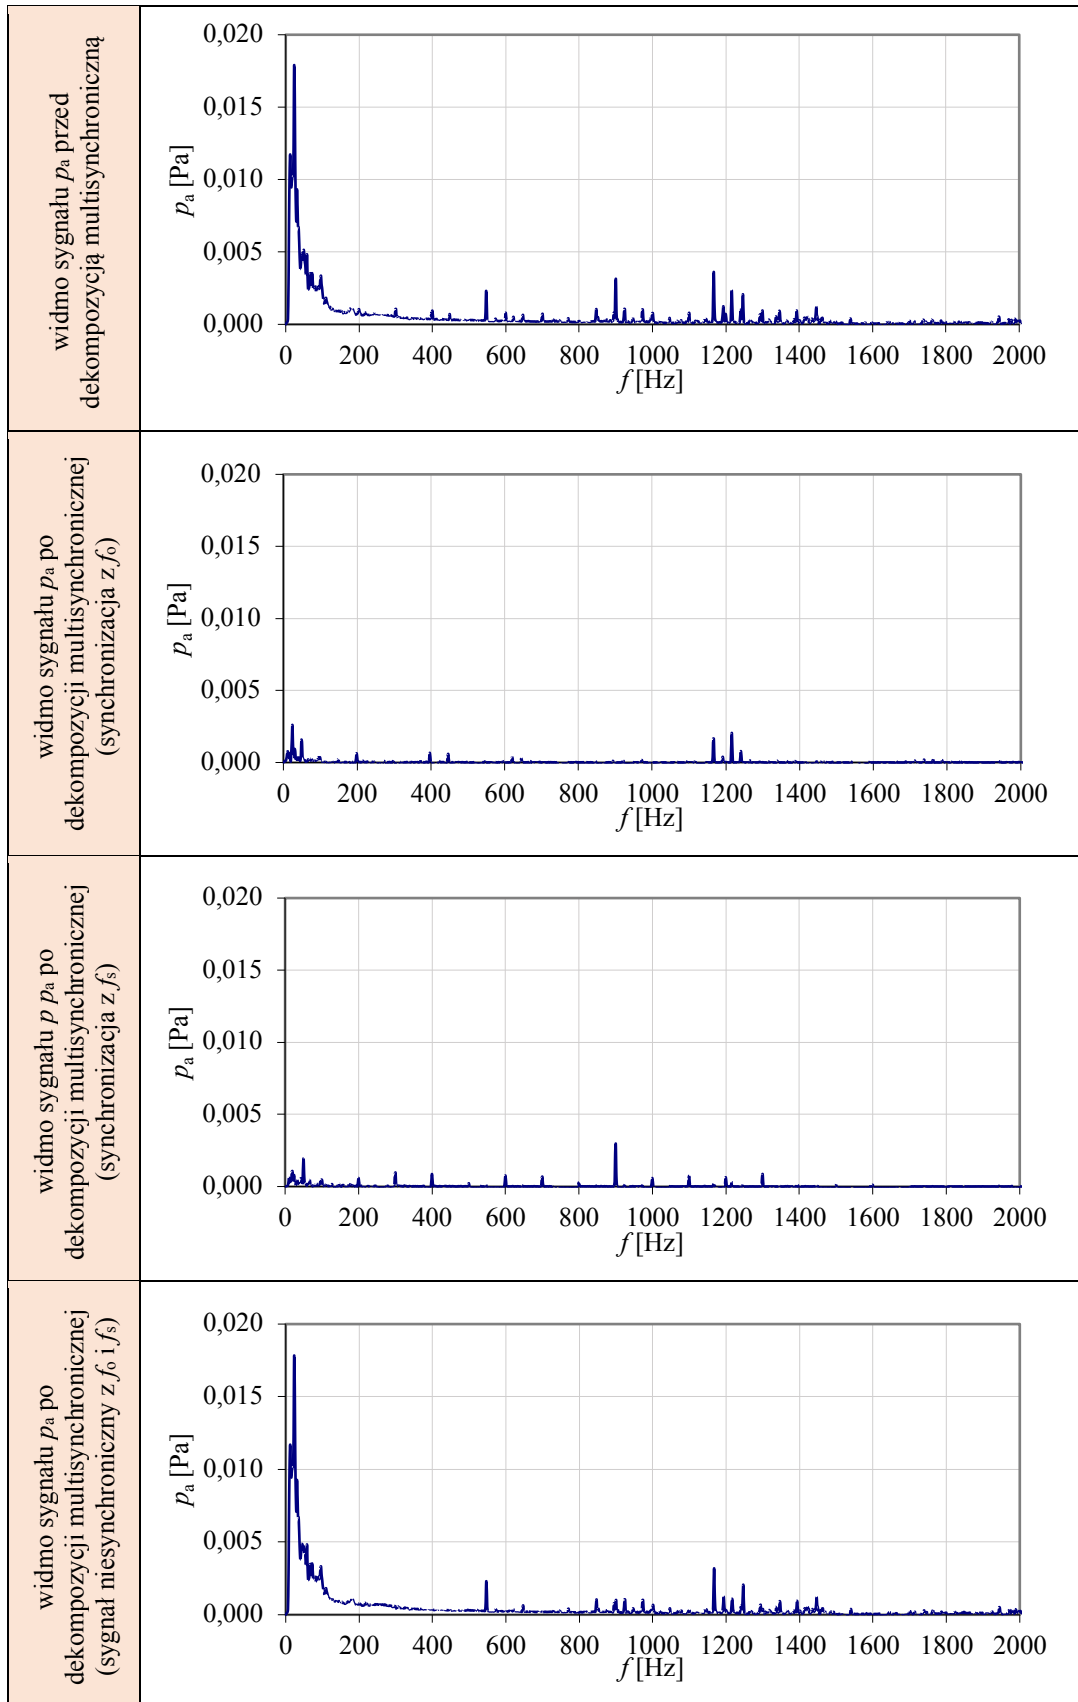 widmo sygnału pa przed
dekompozycją multisynchroniczną
0,020
0,015
0,010
0,005
0,000
pa [Pa]
0 200 400 600 800 1000 1200 1400 1600 1800 2000
f [Hz]
widmo sygnału pa po
dekompozycji multisynchronicznej
(synchronizacja z fo)
0,020
0,015
0,010
0,005
0,000
pa [Pa]
0 200 400 600 800 1000 1200 1400 1600 1800 2000
f [Hz]
widmo sygnału p pa po
dekompozycji multisynchronicznej
(synchronizacja z fs)
0,020
0,015
0,010
0,005
0,000
pa [Pa]
0 200 400 600 800 1000 1200 1400 1600 1800 2000
f [Hz]
widmo sygnału pa po
dekompozycji multisynchronicznej
(sygnał niesynchroniczny z fo i fs)
0,020
0,015
0,010
0,005
0,000
pa [Pa]
0 200 400 600 800 1000 1200 1400 1600 1800 2000
f [Hz]